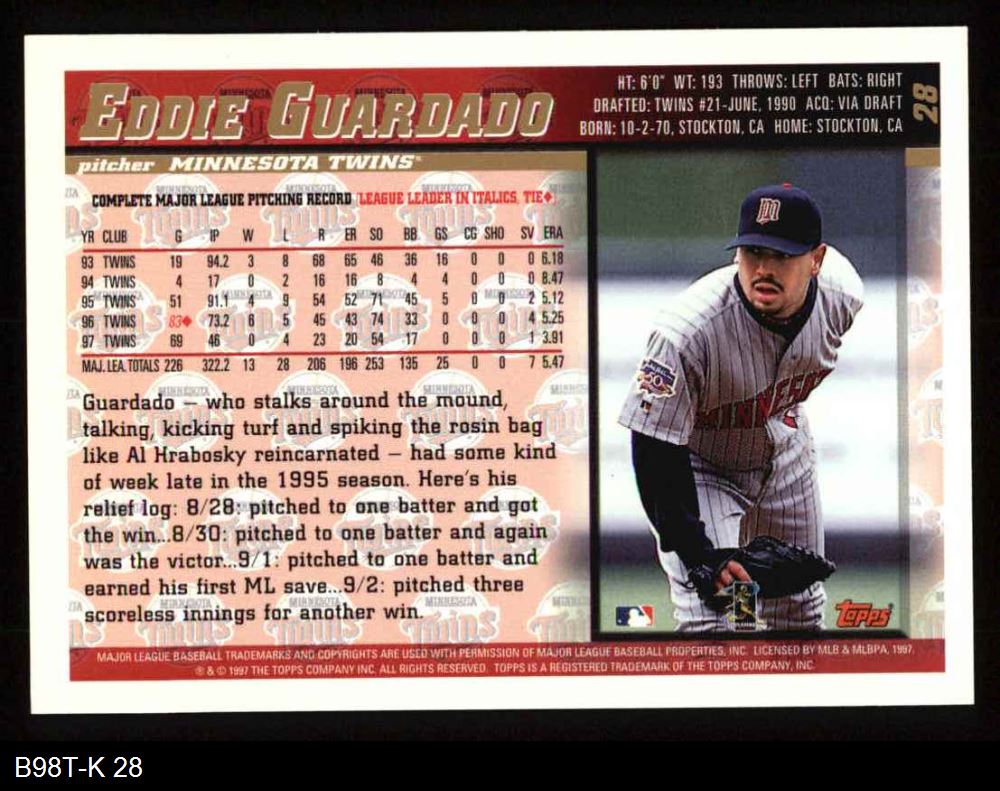 EDDIE GUARDADO
HT: 6'0" WT: 193 THROWS: LEFT BATS: RIGHT
DRAFTED: TWINS #21-JUNE, 1990 ACQ: VIA DRAFT
BORN: 10-2-70, STOCKTON, CA HOME: STOCKTON, CA
28
pitcher MINNESOTA TWINS
COMPLETE MAJOR LEAGUE PITCHING RECORD (LEAGUE LEADER IN ITALICS, TIE◆)
YR CLUB G IP W L R ER SO BB GS CG SHO SV ERA
93 TWINS 19 94.2 3 8 68 65 46 36 16 0 0 0 6.18
94 TWINS 4 17 0 2 16 16 8 4 4 0 0 0 8.47
95 TWINS 51 91.1 4 9 54 52 71 45 5 0 0 2 5.12
96 TWINS 83◆ 73.2 6 5 45 43 74 33 0 0 0 4 5.25
97 TWINS 69 46 0 4 23 20 54 17 0 0 0 1 3.91
MAJ. LEA. TOTALS 226 322.2 13 28 206 196 253 135 25 0 0 7 5.47
Guardado – who stalks around the mound,
talking, kicking turf and spiking the rosin bag
like Al Hrabosky reincarnated – had some kind
of week late in the 1995 season. Here's his
relief log: 8/28: pitched to one batter and got
the win...8/30: pitched to one batter and again
was the victor...9/1: pitched to one batter and
earned his first ML save...9/2: pitched three
scoreless innings for another win.
MINNESOTA
Topps
MAJOR LEAGUE BASEBALL TRADEMARKS AND COPYRIGHTS ARE USED WITH PERMISSION OF MAJOR LEAGUE BASEBALL PROPERTIES, INC. LICENSED BY MLB & MLBPA, 1997.
® & © 1997 THE TOPPS COMPANY INC. ALL RIGHTS RESERVED. TOPPS IS A REGISTERED TRADEMARK OF THE TOPPS COMPANY, INC.
B98T-K 28